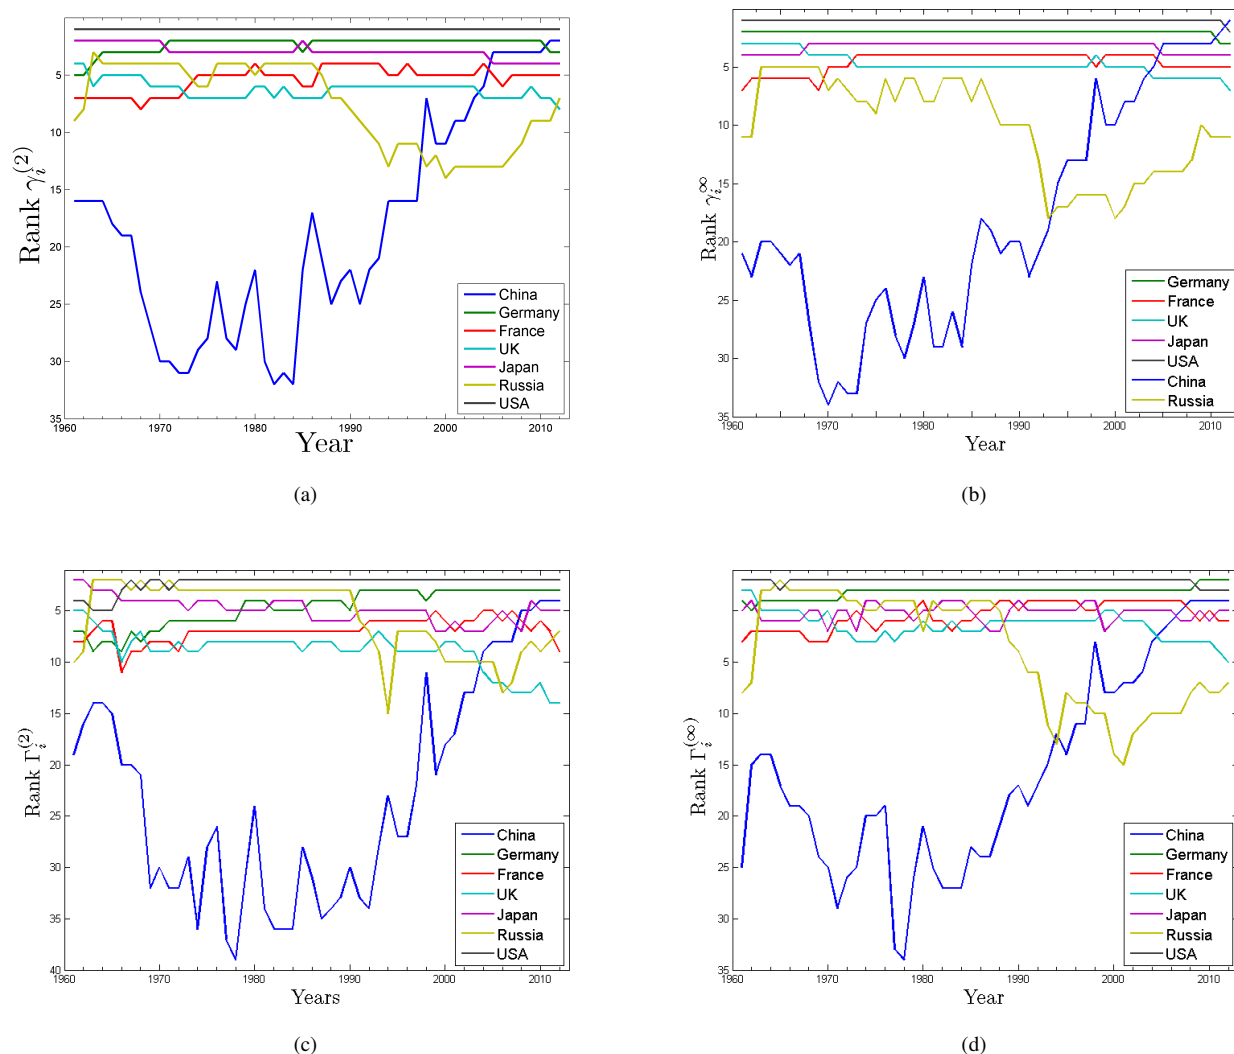 5
10
15
20
25
30
35
1960
1970
1980
1990
2000
2010
Rank γ_i^(2)
Year
China
Germany
France
UK
Japan
Russia
USA
(a)
5
10
15
20
25
30
35
1960
1970
1980
1990
2000
2010
Rank γ_i^∞
Year
Germany
France
UK
Japan
USA
China
Russia
(b)
5
10
15
20
25
30
35
40
1960
1970
1980
1990
2000
2010
Rank Γ_i^(2)
Years
China
Germany
France
UK
Japan
Russia
USA
(c)
5
10
15
20
25
30
35
1960
1970
1980
1990
2000
2010
Rank Γ_i^(∞)
Year
China
Germany
France
UK
Japan
Russia
USA
(d)